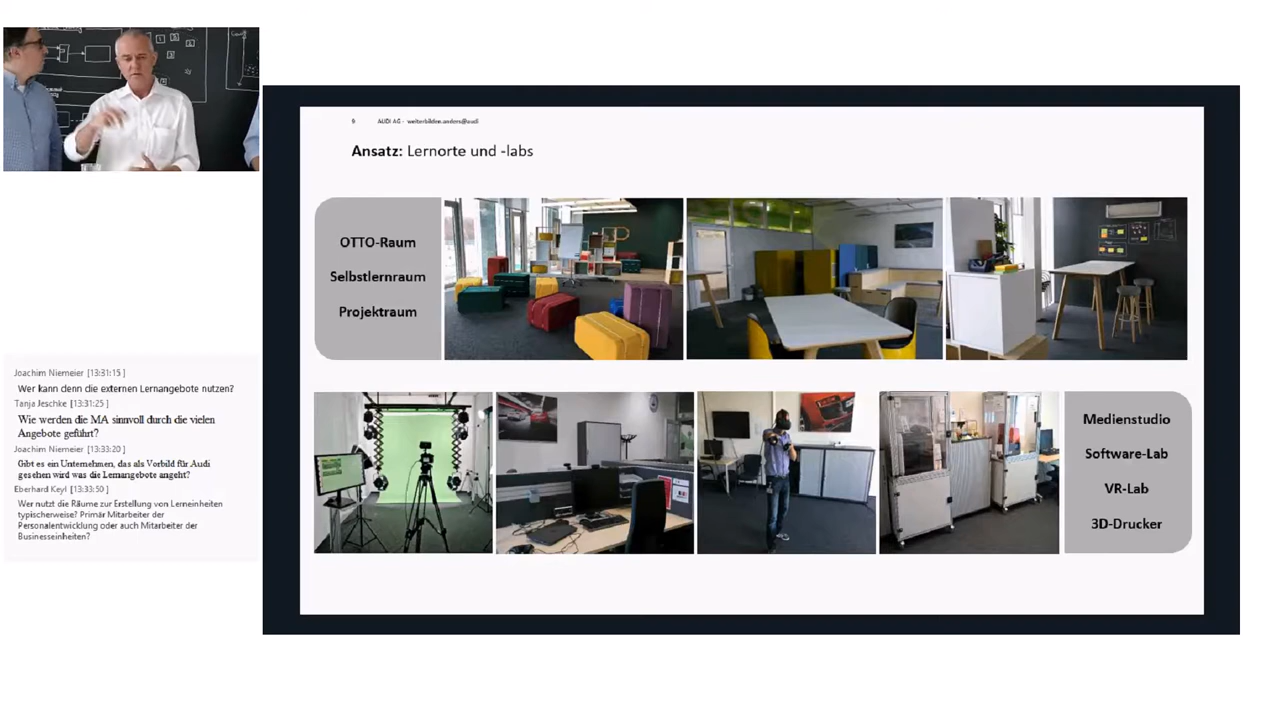 9 AUDI AG - weiterbilden.anders@audi
Ansatz: Lernorte und -labs
OTTO-Raum
Selbstlernraum
Projektraum
Medienstudio
Software-Lab
VR-Lab
3D-Drucker
Joachim Niemeier [13:31:15 ]
Wer kann denn die externen Lernangebote nutzen?
Tanja Jeschke [13:31:25 ]
Wie werden die MA sinnvoll durch die vielen
Angebote geführt?
Joachim Niemeier [13:33:20 ]
Gibt es ein Unternehmen, das als Vorbild für Audi
gesehen wird was die Lernangebote angeht?
Eberhard Keyl [13:33:50 ]
Wer nutzt die Räume zur Erstellung von Lerneinheiten
typischerweise? Primär Mitarbeiter der
Personalentwicklung oder auch Mitarbeiter der
Businesseinheiten?